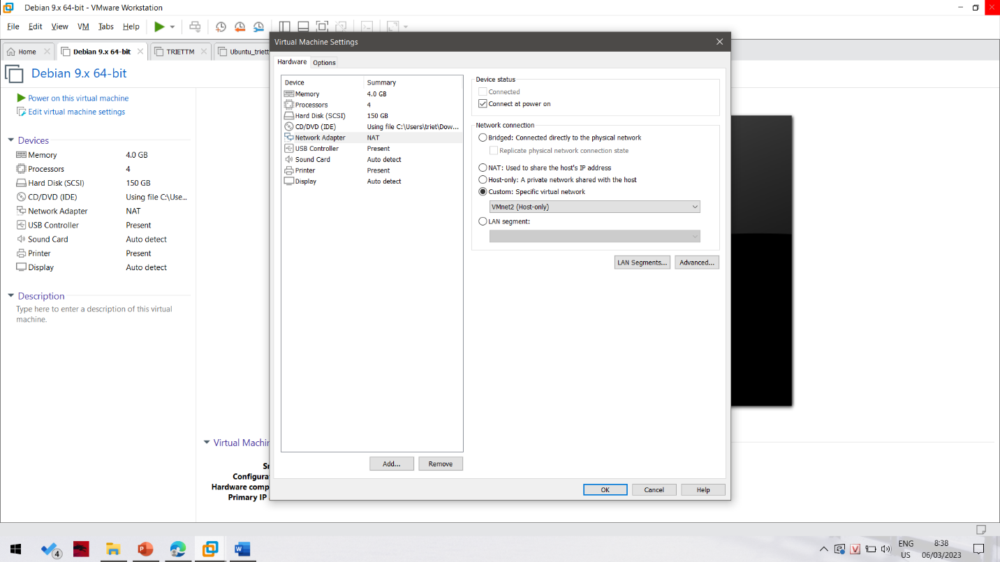 Debian 9.x 64-bit - VMware Workstation
File Edit View VM Tabs Help
Home Debian 9.x 64-bit TRIETTM Ubuntu_triett
Debian 9.x 64-bit
Power on this virtual machine
Edit virtual machine settings
Devices
Memory 4.0 GB
Processors 4
Hard Disk (SCSI) 150 GB
CD/DVD (IDE) Using file C:\Use...
Network Adapter NAT
USB Controller Present
Sound Card Auto detect
Printer Present
Display Auto detect
Description
Type here to enter a description of this virtual
machine.
Virtual Machin
Configura
Hardware comp
Primary IP
Virtual Machine Settings
Hardware Options
Device Summary
Memory 4.0 GB
Processors 4
Hard Disk (SCSI) 150 GB
CD/DVD (IDE) Using file C:\Users\triet\Dow...
Network Adapter NAT
USB Controller Present
Sound Card Auto detect
Printer Present
Display Auto detect
Add... Remove
Device status
Connected
Connect at power on
Network connection
Bridged: Connected directly to the physical network
Replicate physical network connection state
NAT: Used to share the host's IP address
Host-only: A private network shared with the host
Custom: Specific virtual network
VMnet2 (Host-only)
LAN segment:
LAN Segments... Advanced...
OK Cancel Help
4
ENG
US
8:38
06/03/2023